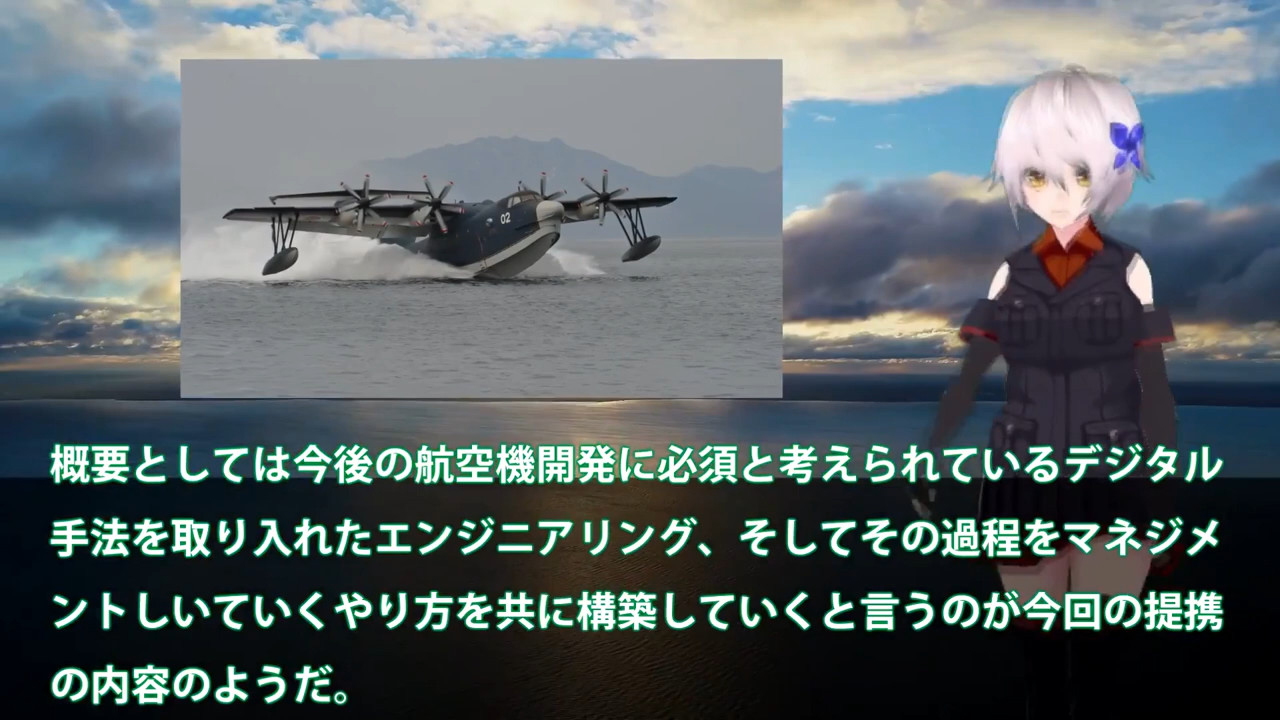 02
概要としては今後の航空機開発に必須と考えられているデジタル
手法を取り入れたエンジニアリング、そしてその過程をマネジメ
ントしいていくやり方を共に構築していくと言うのが今回の提携
の内容のようだ。